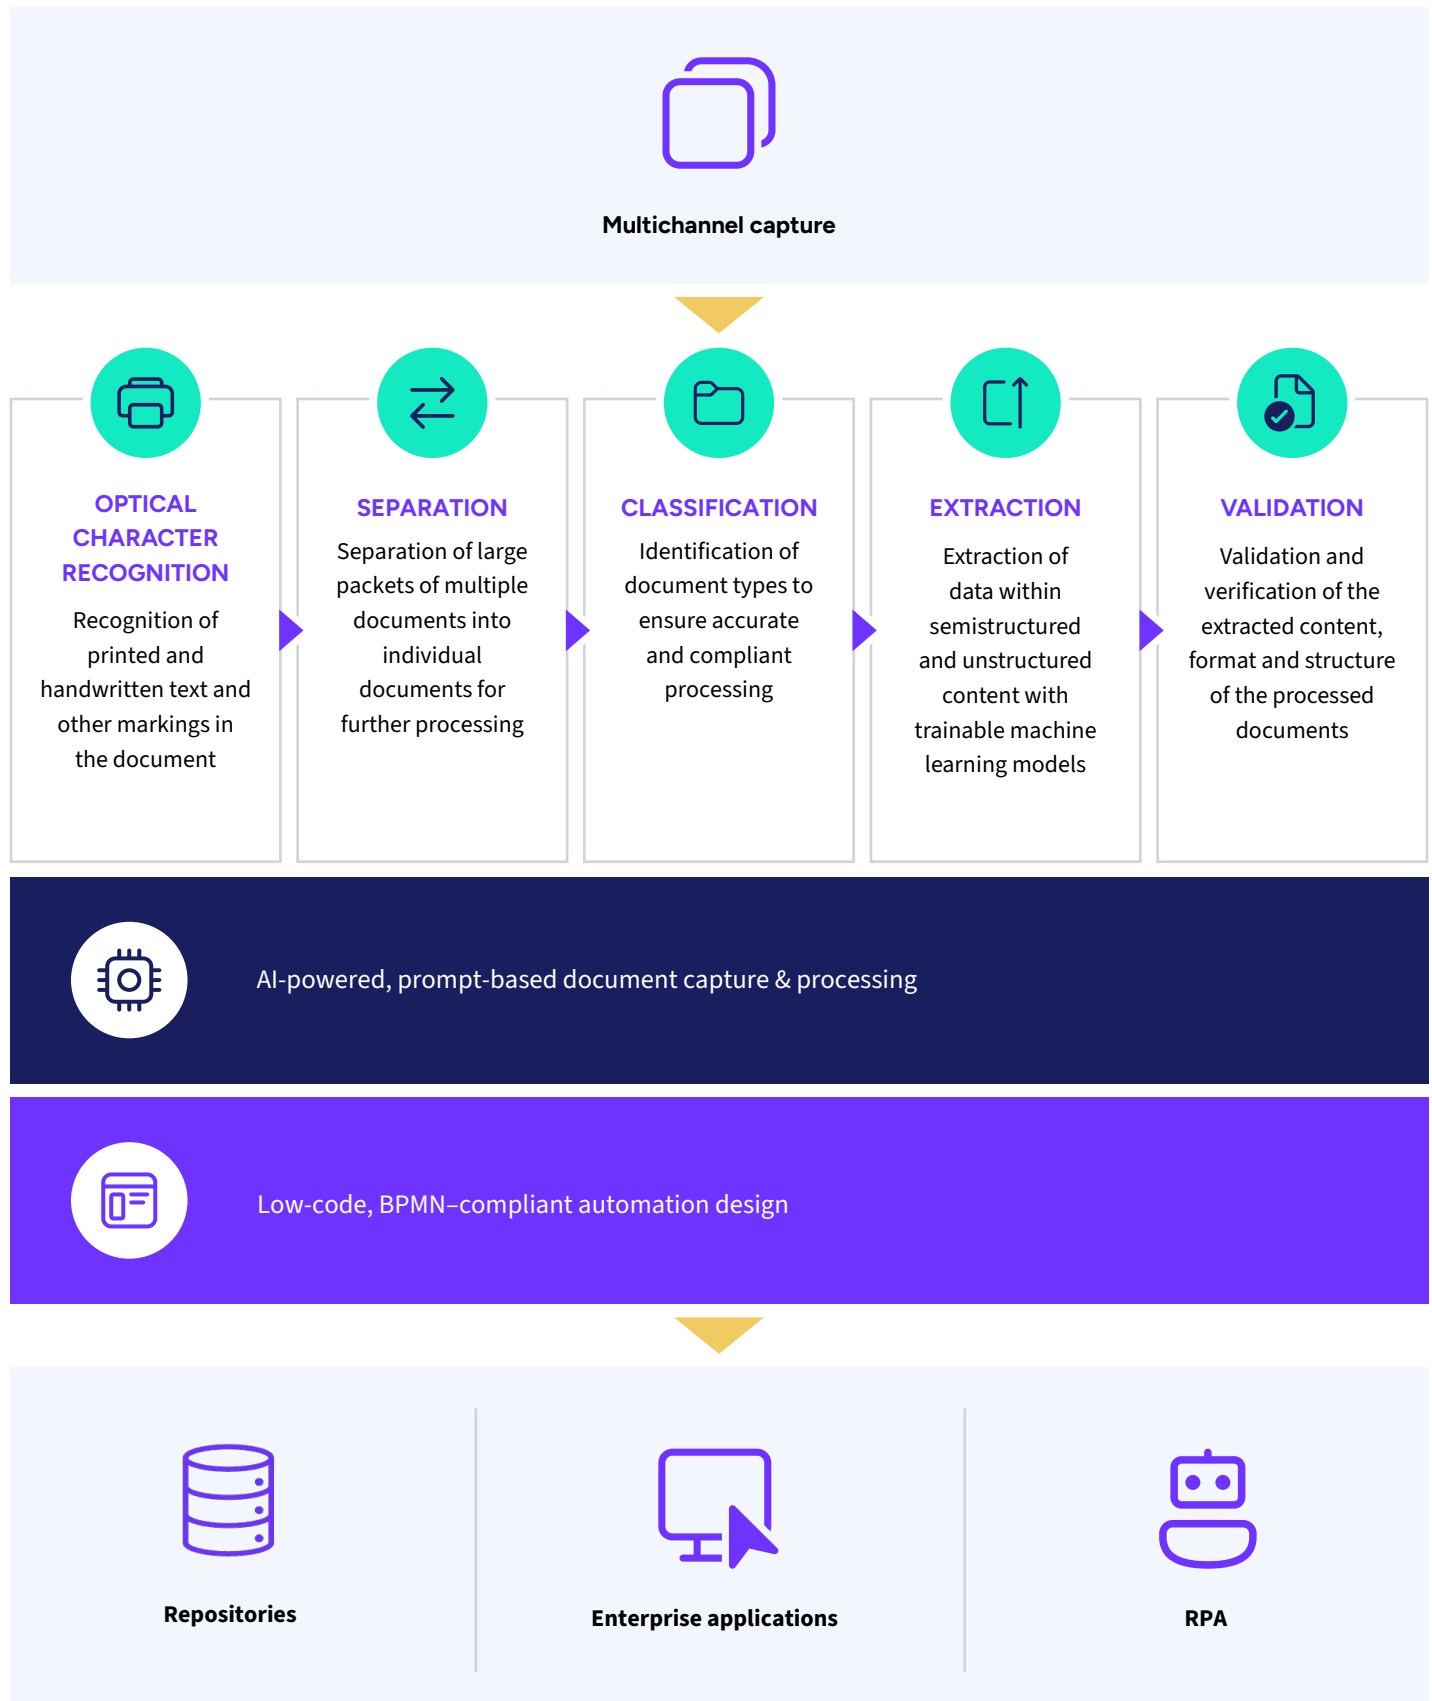 Multichannel capture
OPTICAL
CHARACTER
RECOGNITION
Recognition of
printed and
handwritten text and
other markings in
the document
SEPARATION
Separation of large
packets of multiple
documents into
individual
documents for
further processing
CLASSIFICATION
Identification of
document types to
ensure accurate
and compliant
processing
EXTRACTION
Extraction of
data within
semistructured
and unstructured
content with
trainable machine
learning models
VALIDATION
Validation and
verification of the
extracted content,
format and structure
of the processed
documents
AI-powered, prompt-based document capture & processing
Low-code, BPMN–compliant automation design
Repositories
Enterprise applications
RPA